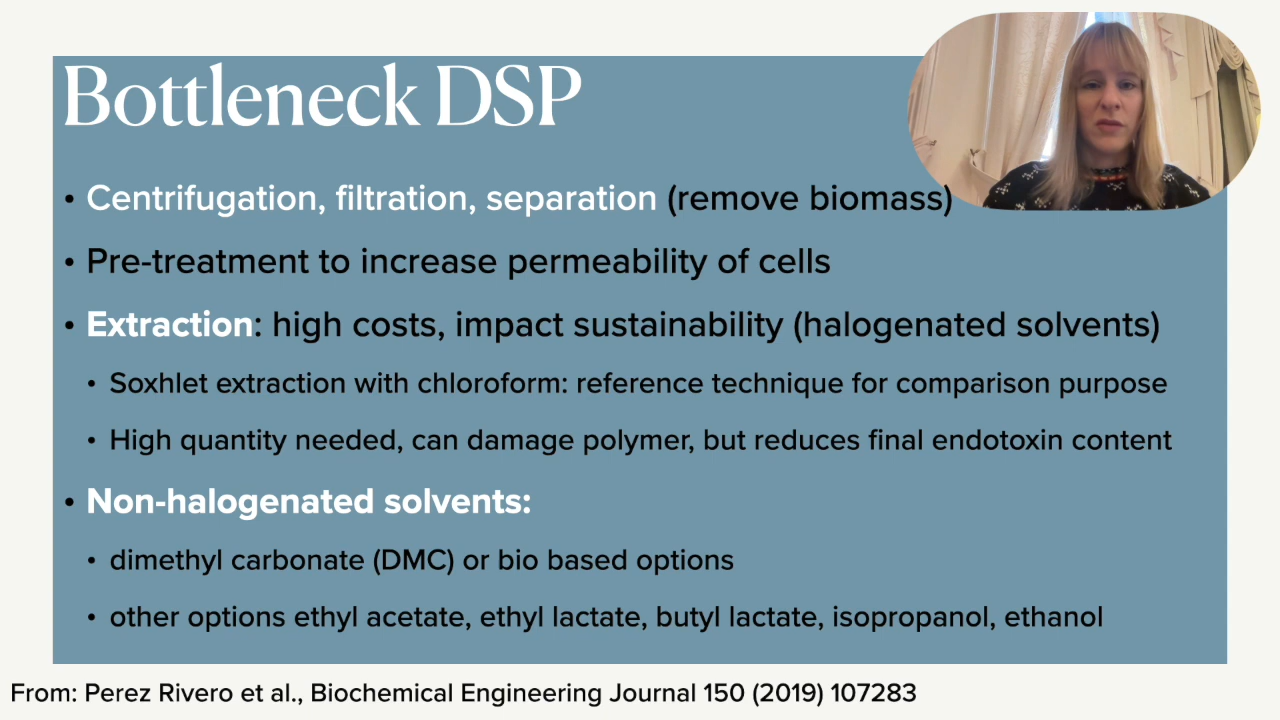 Bottleneck DSP
• Centrifugation, filtration, separation (remove biomass)
• Pre-treatment to increase permeability of cells
• Extraction: high costs, impact sustainability (halogenated solvents)
• Soxhlet extraction with chloroform: reference technique for comparison purpose
• High quantity needed, can damage polymer, but reduces final endotoxin content
• Non-halogenated solvents:
• dimethyl carbonate (DMC) or bio based options
• other options ethyl acetate, ethyl lactate, butyl lactate, isopropanol, ethanol
From: Perez Rivero et al., Biochemical Engineering Journal 150 (2019) 107283